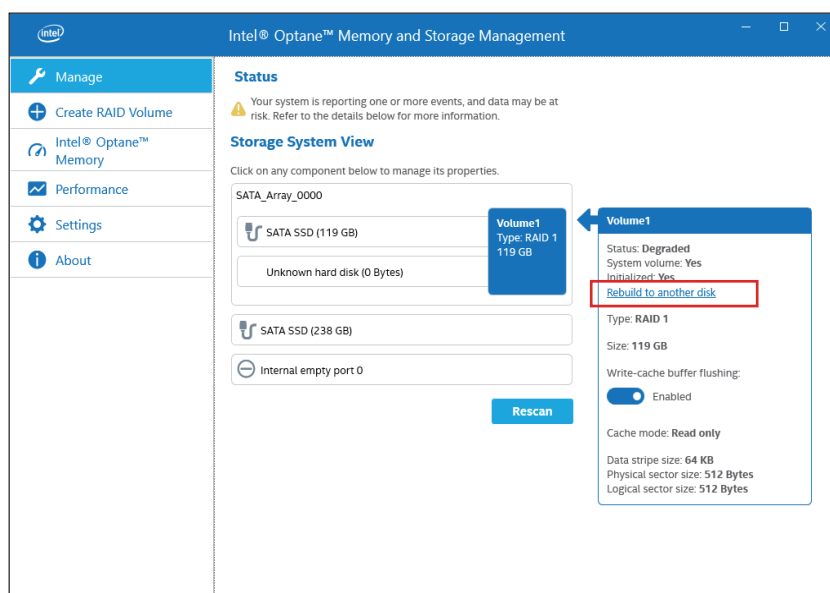 intel
Intel® Optane™ Memory and Storage Management
Manage
Create RAID Volume
Intel® Optane™
Memory
Performance
Settings
About
Status
Your system is reporting one or more events, and data may be at
risk. Refer to the details below for more information.
Storage System View
Click on any component below to manage its properties.
SATA_Array_0000
SATA SSD (119 GB)
Unknown hard disk (0 Bytes)
Volume1
Type: RAID 1
119 GB
SATA SSD (238 GB)
Internal empty port 0
Rescan
Volume1
Status: Degraded
System volume: Yes
Initialized: Yes
Rebuild to another disk
Type: RAID 1
Size: 119 GB
Write-cache buffer flushing:
Enabled
Cache mode: Read only
Data stripe size: 64 KB
Physical sector size: 512 Bytes
Logical sector size: 512 Bytes